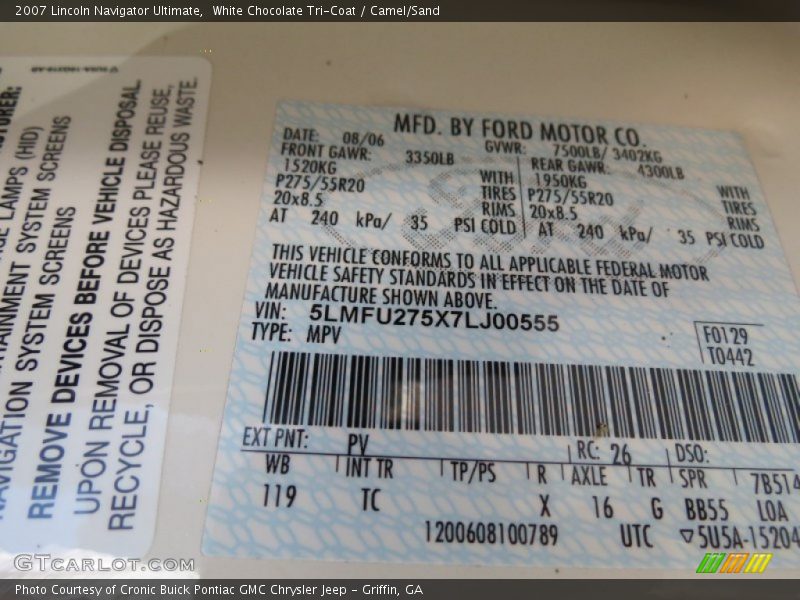 2007 Lincoln Navigator Ultimate, White Chocolate Tri-Coat / Camel/Sand
LAMPS (HID)
SYSTEM SCREENS
NAVIGATION SYSTEM SCREENS
REMOVE DEVICES BEFORE VEHICLE DISPOSAL.
UPON REMOVAL OF DEVICES PLEASE REUSE,
RECYCLE, OR DISPOSE AS HAZARDOUS WASTE.
MFD. BY FORD MOTOR CO.
DATE: 08/06 GVWR: 7500LB/ 3402KG
FRONT GAWR: 3350LB REAR GAWR: 4300LB
1520KG WITH 1950KG WITH
P275/55R20 TIRES P275/55R20 TIRES
20x8.5 RIMS 20x8.5 RIMS
AT 240 kPa/ 35 PSI COLD AT 240 kPa/ 35 PSI COLD
THIS VEHICLE CONFORMS TO ALL APPLICABLE FEDERAL MOTOR
VEHICLE SAFETY STANDARDS IN EFFECT ON THE DATE OF
MANUFACTURE SHOWN ABOVE.
VIN: 5LMFU275X7LJ00555
TYPE: MPV
F0129
T0442
EXT PNT: PV RC: 26 DSO:
WB INT TR TP/PS R AXLE TR SPR 7B514
119 TC X 16 G BB55 LOA
1200608100789 UTC ▽5U5A-15204
GTCarLot.com
Photo Courtesy of Cronic Buick Pontiac GMC Chrysler Jeep - Griffin, GA